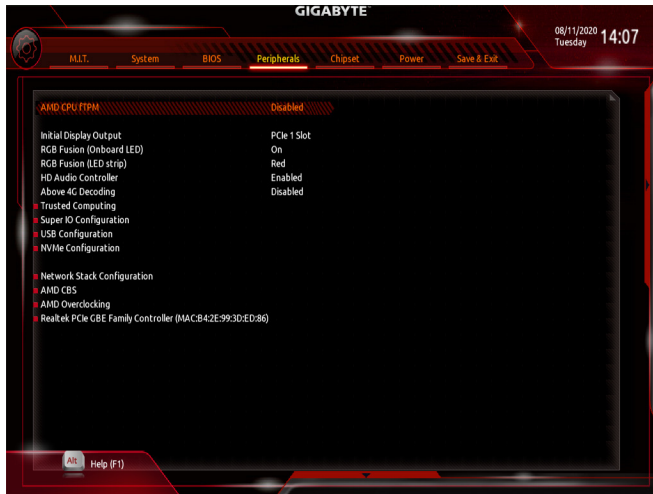 GIGABYTE
08/11/2020 14:07
Tuesday
M.I.T. System BIOS Peripherals Chipset Power Save & Exit
AMD CPU fTPM Disabled
Initial Display Output PCIe 1 Slot
RGB Fusion (Onboard LED) On
RGB Fusion (LED strip) Red
HD Audio Controller Enabled
Above 4G Decoding Disabled
Trusted Computing
Super IO Configuration
USB Configuration
NVMe Configuration
Network Stack Configuration
AMD CBS
AMD Overclocking
Realtek PCIe GBE Family Controller (MAC:B4:2E:99:3D:ED:86)
Alt Help (F1)